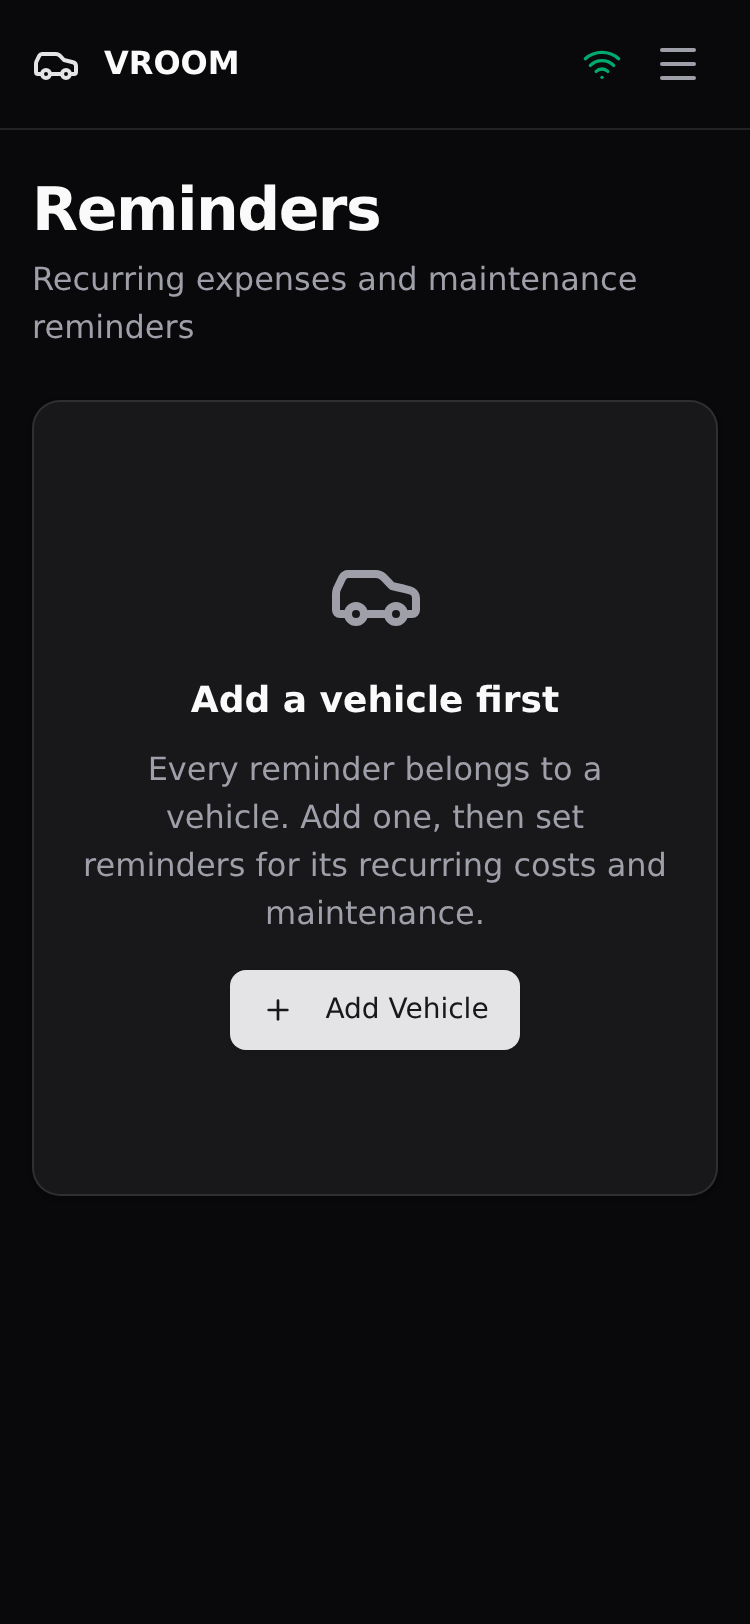 VROOM
Reminders
Recurring expenses and maintenance
reminders
Add a vehicle first
Every reminder belongs to a
vehicle. Add one, then set
reminders for its recurring costs and
maintenance.
+ Add Vehicle